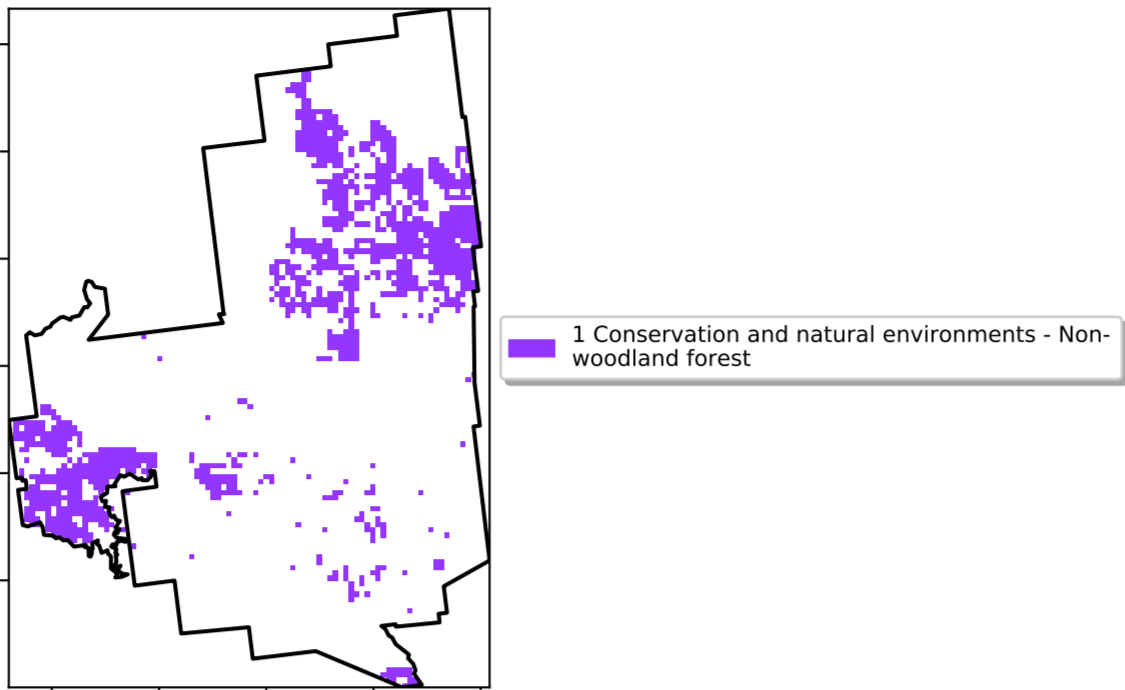 1 Conservation and natural environments - Non-
woodland forest